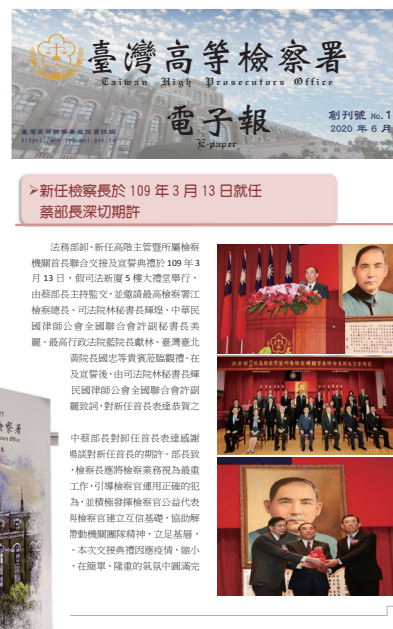 臺灣高等檢察署
Taiwan High Prosecutors Office
電子報
E-paper
創刊號 No.1
2020 年 6 月
➢新任檢察長於 109 年 3 月 13 日就任
蔡部長深切期許
法務部卸、新任高階主管暨所屬檢察
機關首長聯合交接及宣誓典禮於 109 年 3
月 13 日，假司法新廈 5 樓大禮堂舉行，
由蔡部長主持監交，並邀請最高檢察署江
檢察總長、司法院林秘書長輝煌、中華民
國律師公會全國聯合會許副秘書長美
麗、最高行政法院藍院長獻林、臺灣臺北
黃院長國忠等貴賓蒞臨觀禮。在
及宣誓後，由司法院林秘書長輝
民國律師公會全國聯合會許副
麗致詞，對新任首長表達恭賀之
中蔡部長對卸任首長表達感謝
暢談對新任首長的期許。部長致
，檢察長應將檢察業務視為最重
工作，引導檢察官運用正確的犯
為，並積極發揮檢察官公益代表
與檢察官建立互信基礎，協助解
帶動機關團隊精神，立足基層，
。本次交接典禮因應疫情，縮小
，在簡單、隆重的氣氛中圓滿完